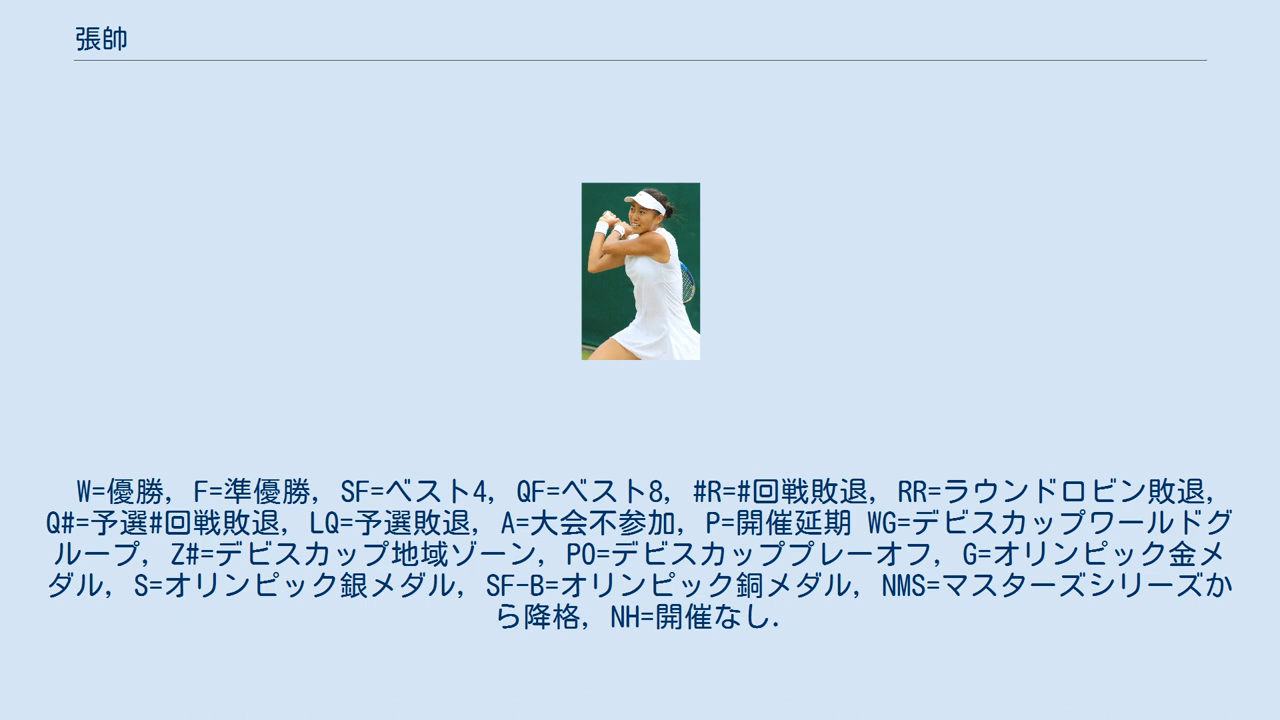 張帥
W=優勝, F=準優勝, SF=ベスト4, QF=ベスト8, #R=#回戦敗退, RR=ラウンドロビン敗退,
Q#=予選#回戦敗退, LQ=予選敗退, A=大会不参加, P=開催延期 WG=デビスカップワールドグ
ループ, Z#=デビスカップ地域ゾーン, PO=デビスカッププレーオフ, G=オリンピック金メ
ダル, S=オリンピック銀メダル, SF-B=オリンピック銅メダル, NMS=マスターズシリーズか
ら降格, NH=開催なし.